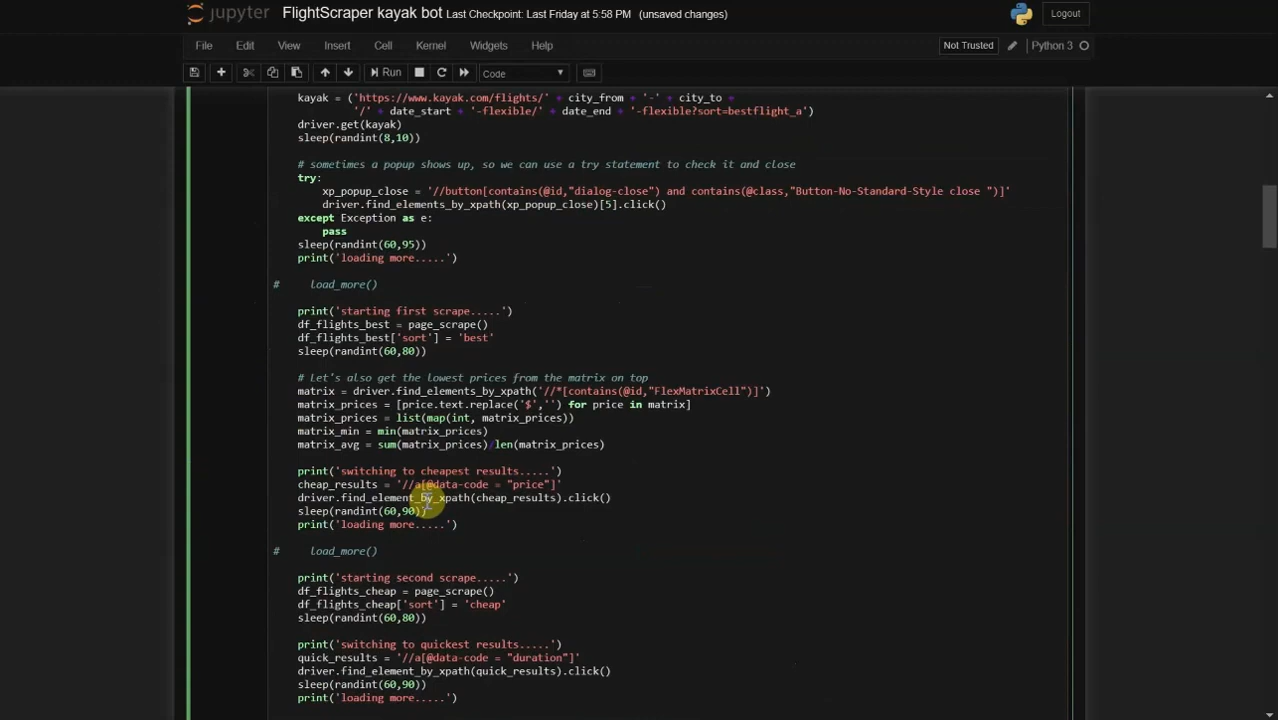 jupyter FlightScraper kayak bot Last Checkpoint: Last Friday at 5:58 PM (unsaved changes) Logout
File Edit View Insert Cell Kernel Widgets Help Not Trusted Python 3
Run Code
kayak = ('https://www.kayak.com/flights/' + city_from + '-' + city_to +
'/' + date_start + '-flexible/' + date_end + '-flexible?sort=bestflight_a')
driver.get(kayak)
sleep(randint(8,10))
# sometimes a popup shows up, so we can use a try statement to check it and close
try:
xp_popup_close = '//button[contains(@id,"dialog-close") and contains(@class,"Button-No-Standard-Style close ")]'
driver.find_elements_by_xpath(xp_popup_close)[5].click()
except Exception as e:
pass
sleep(randint(60,95))
print('loading more.....')
# load_more()
print('starting first scrape.....')
df_flights_best = page_scrape()
df_flights_best['sort'] = 'best'
sleep(randint(60,80))
# Let's also get the lowest prices from the matrix on top
matrix = driver.find_elements_by_xpath('//*[contains(@id,"FlexMatrixCell")]')
matrix_prices = [price.text.replace('$','') for price in matrix]
matrix_prices = list(map(int, matrix_prices))
matrix_min = min(matrix_prices)
matrix_avg = sum(matrix_prices)/len(matrix_prices)
print('switching to cheapest results.....')
cheap_results = '//a[@data-code = "price"]'
driver.find_element_by_xpath(cheap_results).click()
sleep(randint(60,90))
print('loading more.....')
# load_more()
print('starting second scrape.....')
df_flights_cheap = page_scrape()
df_flights_cheap['sort'] = 'cheap'
sleep(randint(60,80))
print('switching to quickest results.....')
quick_results = '//a[@data-code = "duration"]'
driver.find_element_by_xpath(quick_results).click()
sleep(randint(60,90))
print('loading more.....')